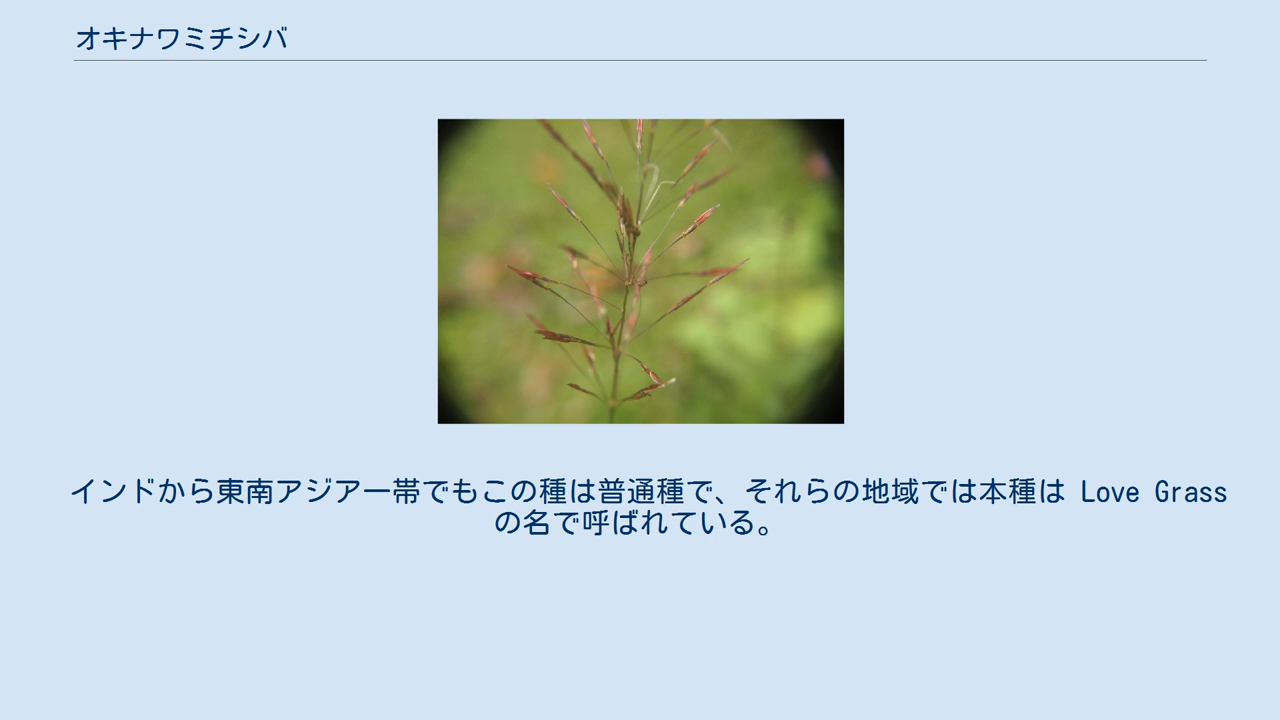 オキナワミチシバ
インドから東南アジア一帯でもこの種は普通種で、それらの地域では本種は Love Grass
の名で呼ばれている。